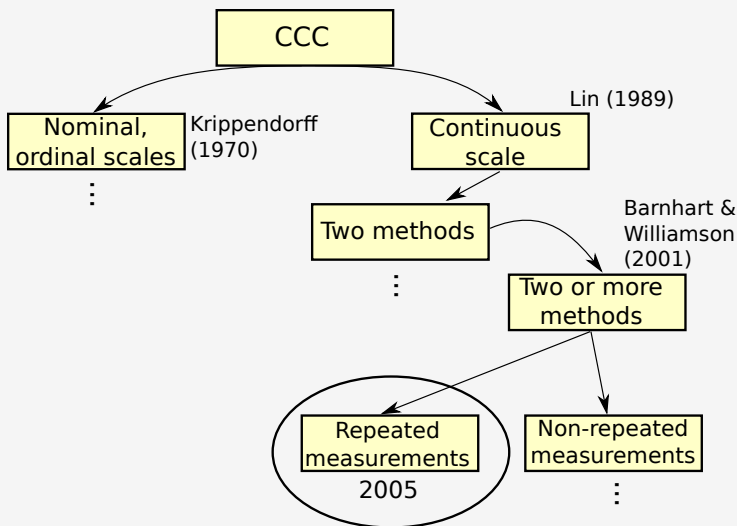 CCC
Lin (1989)
Nominal,
ordinal scales
Krippendorff
(1970)
Continuous
scale
...
Two methods
Barnhart &
Williamson
(2001)
...
Two or more
methods
Repeated
measurements
2005
Non-repeated
measurements
...